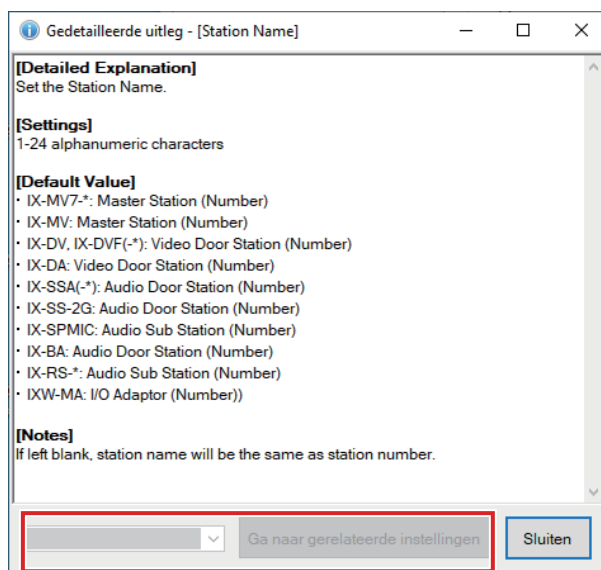 Gedetailleerde uitleg - [Station Name]
[Detailed Explanation]
Set the Station Name.
[Settings]
1-24 alphanumeric characters
[Default Value]
・ IX-MV7-*: Master Station (Number)
・ IX-MV: Master Station (Number)
・ IX-DV, IX-DVF(-*): Video Door Station (Number)
・ IX-DA: Video Door Station (Number)
・ IX-SSA(-*): Audio Door Station (Number)
・ IX-SS-2G: Audio Door Station (Number)
・ IX-SPMIC: Audio Sub Station (Number)
・ IX-BA: Audio Door Station (Number)
・ IX-RS-*: Audio Sub Station (Number)
・ IXW-MA: I/O Adaptor (Number))
[Notes]
If left blank, station name will be the same as station number.
Ga naar gerelateerde instellingen
Sluiten